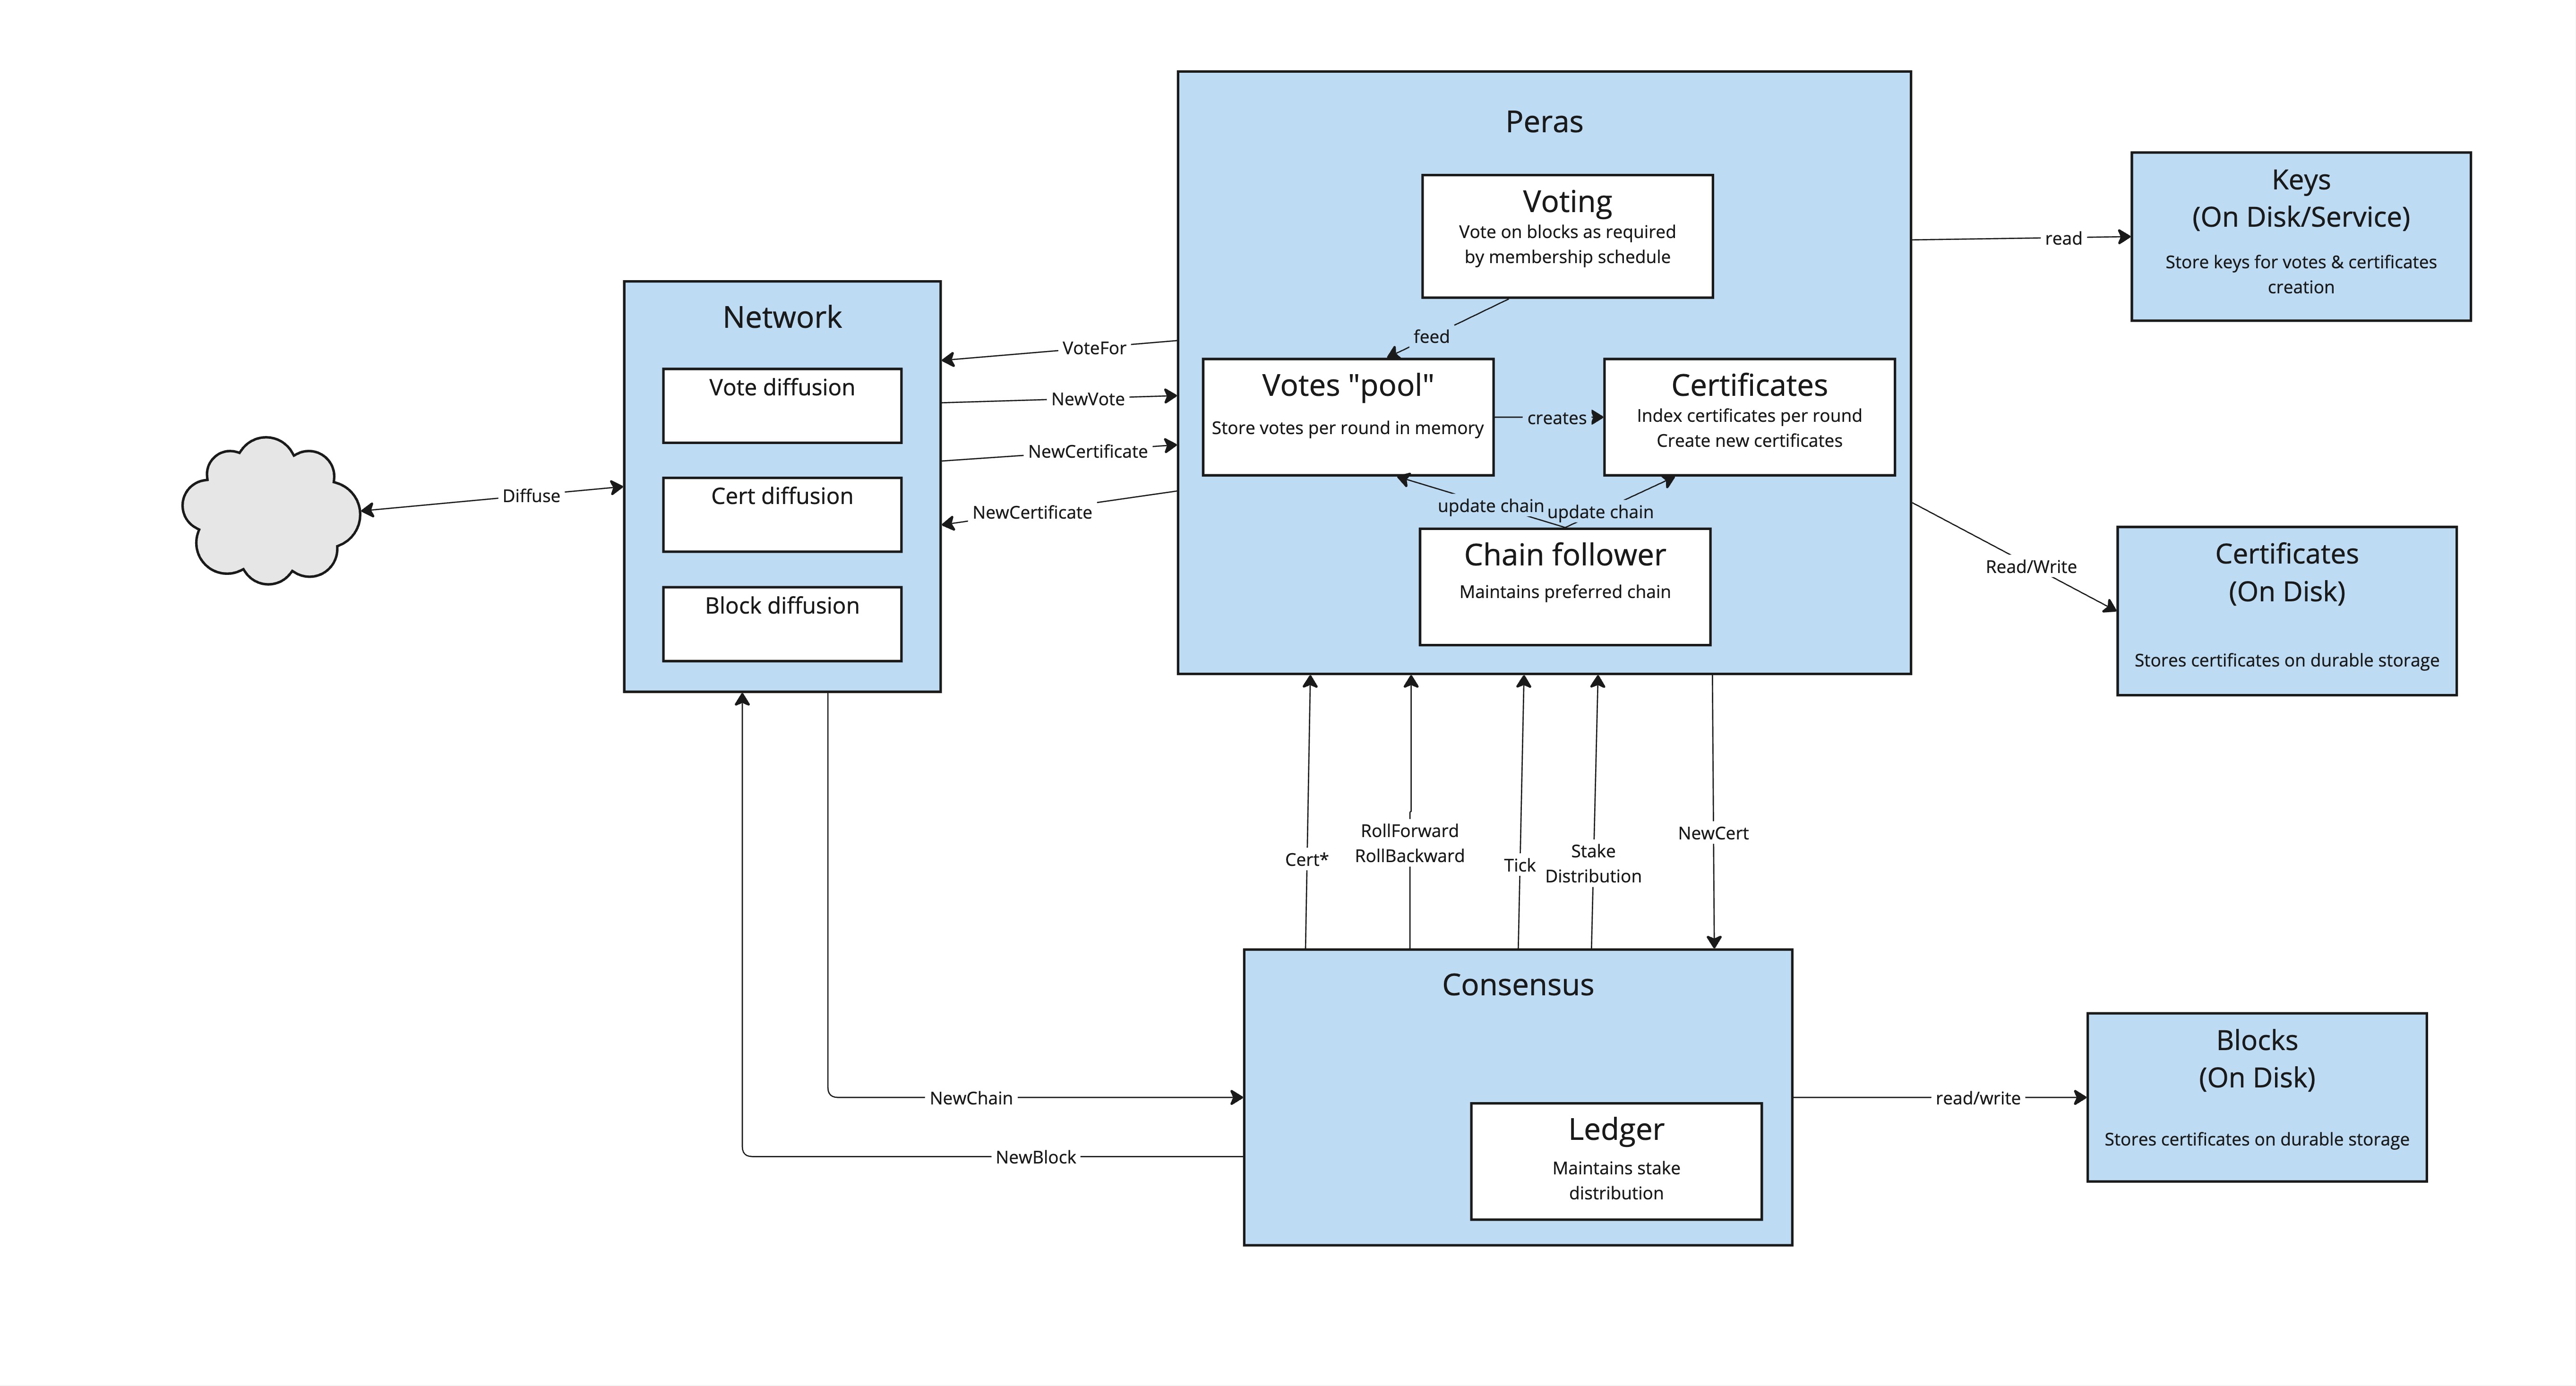 Peras
Voting
Vote on blocks as required
by membership schedule
feed
Votes "pool"
Store votes per round in memory
creates
Certificates
Index certificates per round
Create new certificates
update chain
update chain
Chain follower
Maintains preferred chain
Keys
(On Disk/Service)
Store keys for votes & certificates
creation
read
Network
Vote diffusion
Cert diffusion
Block diffusion
VoteFor
NewVote
NewCertificate
NewCertificate
Diffuse
Certificates
(On Disk)
Stores certificates on durable storage
Read/Write
Cert*
RollForward
RollBackward
Tick
Stake
Distribution
NewCert
Consensus
Ledger
Maintains stake
distribution
NewChain
NewBlock
read/write
Blocks
(On Disk)
Stores certificates on durable storage